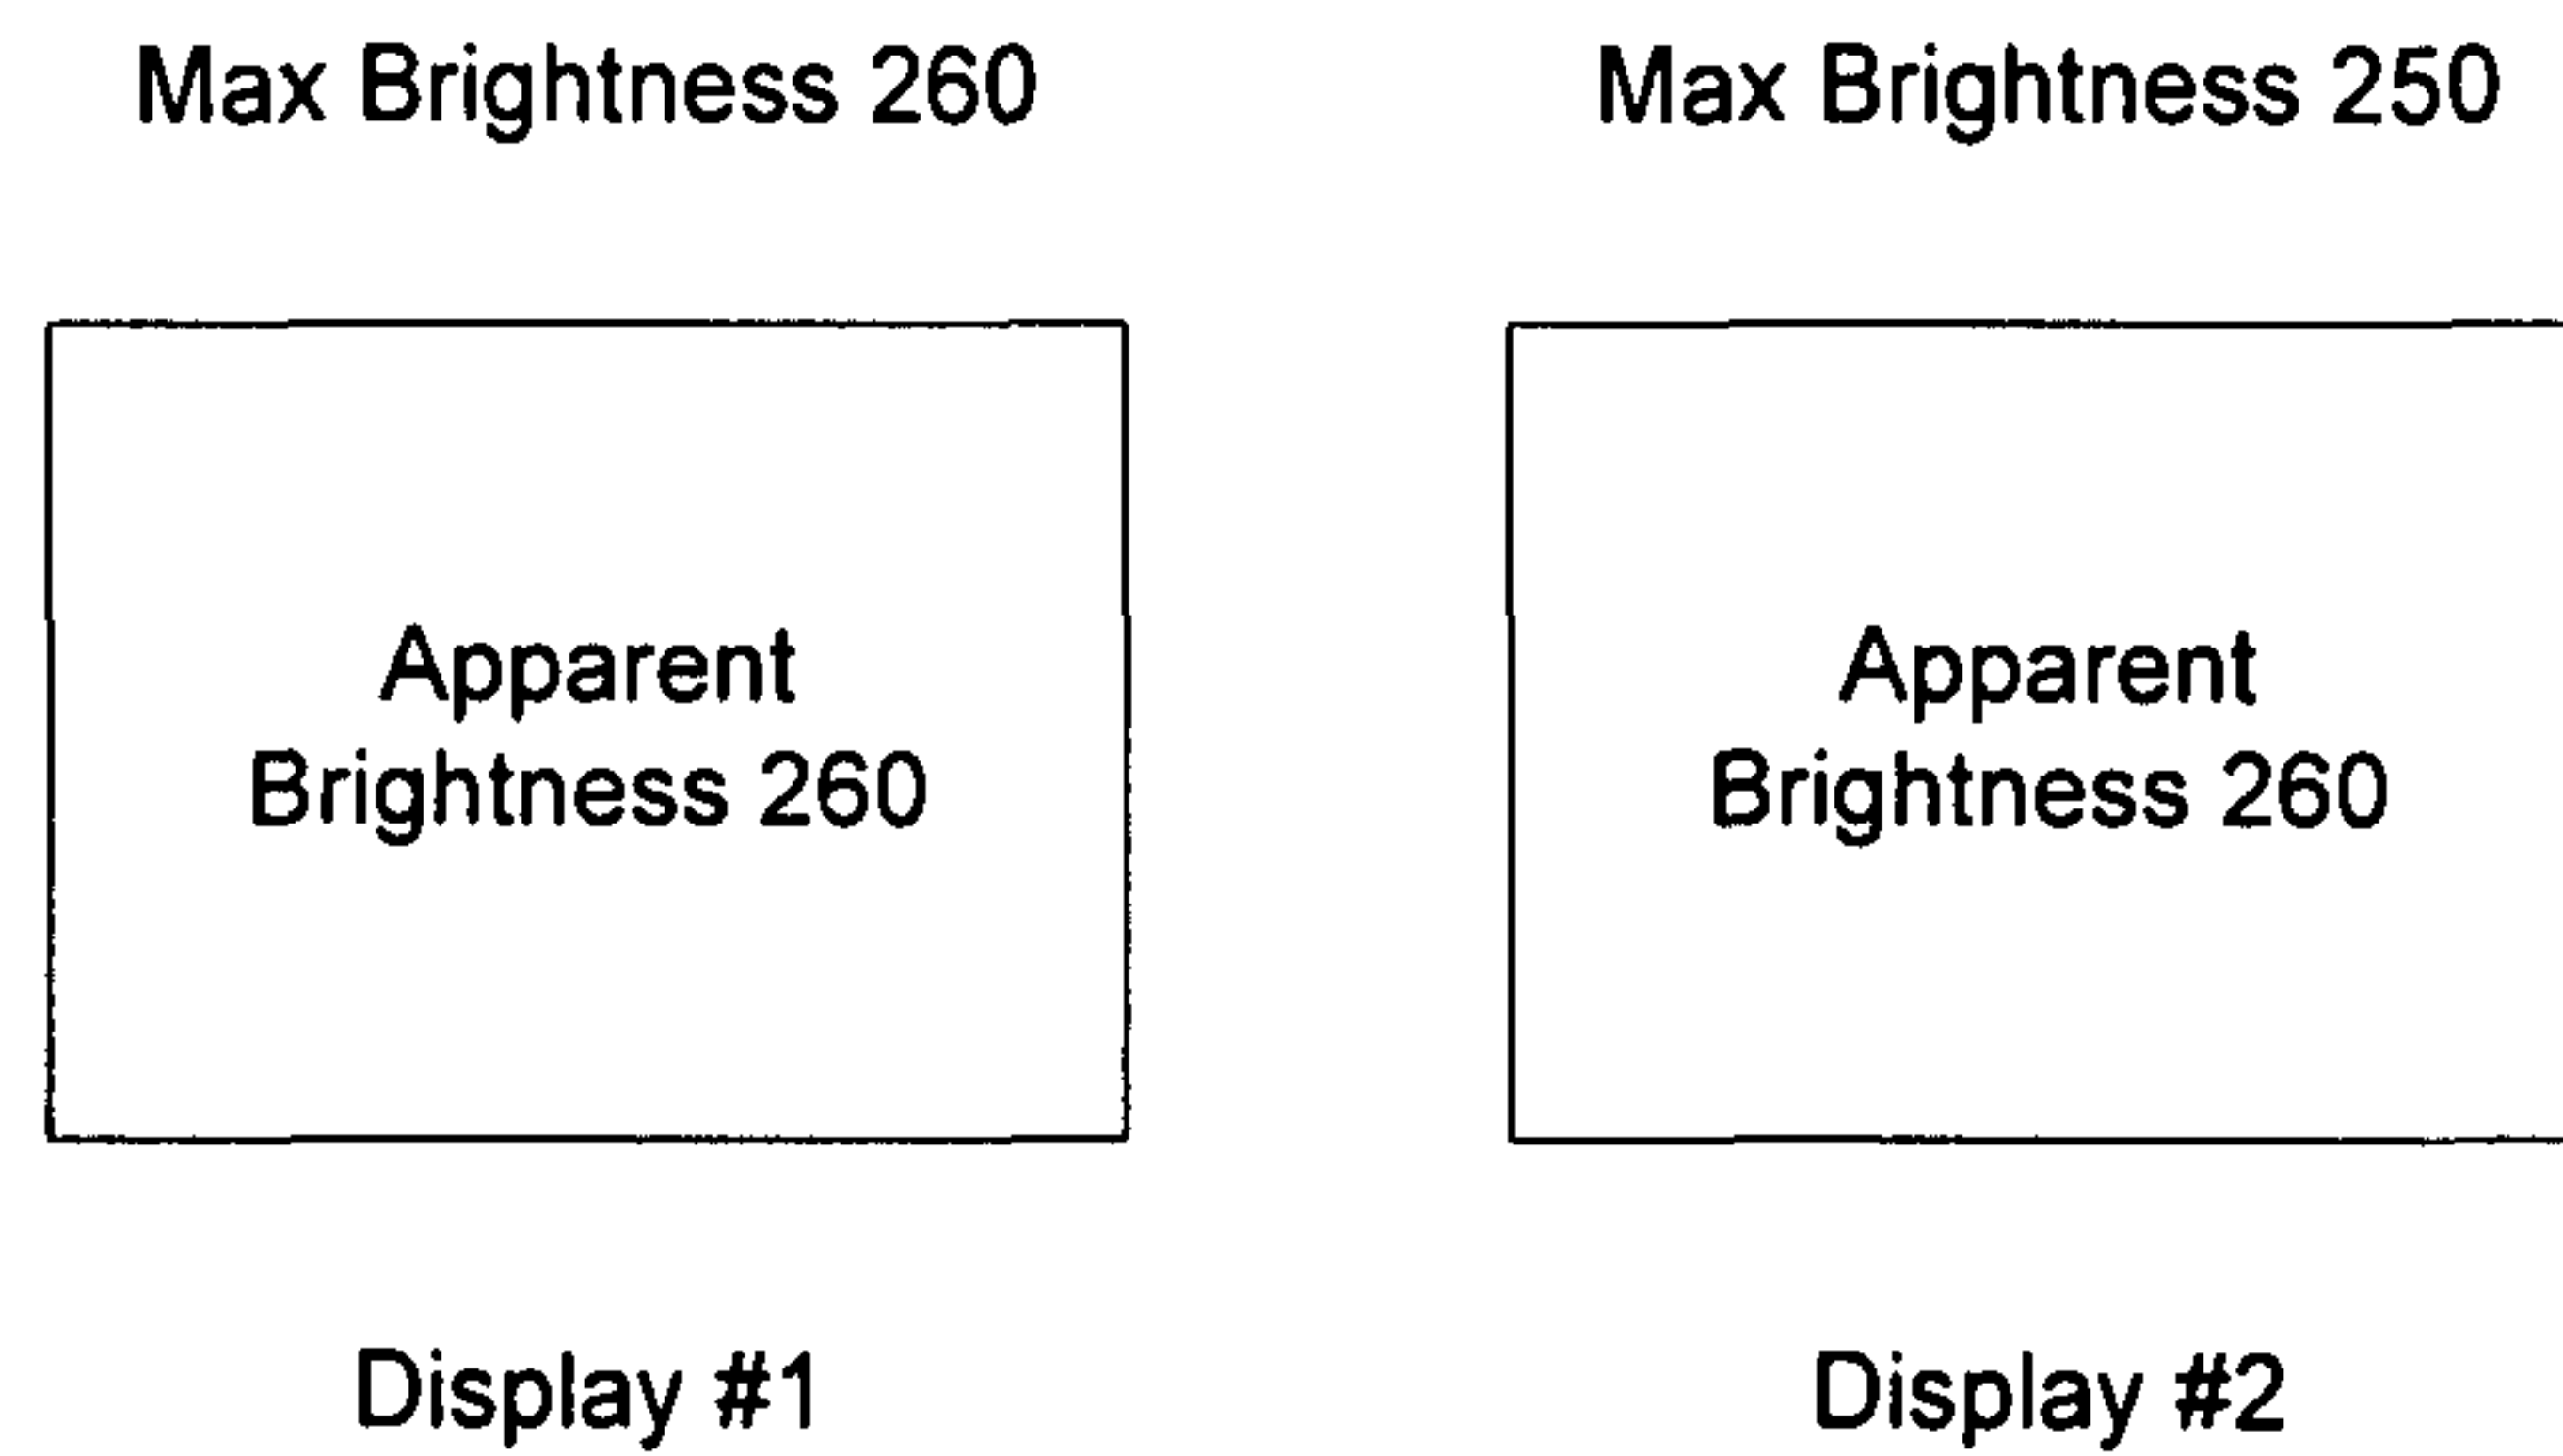 Max Brightness 260
Max Brightness 250
Apparent
Brightness 260
Apparent
Brightness 260
Display #1
Display #2